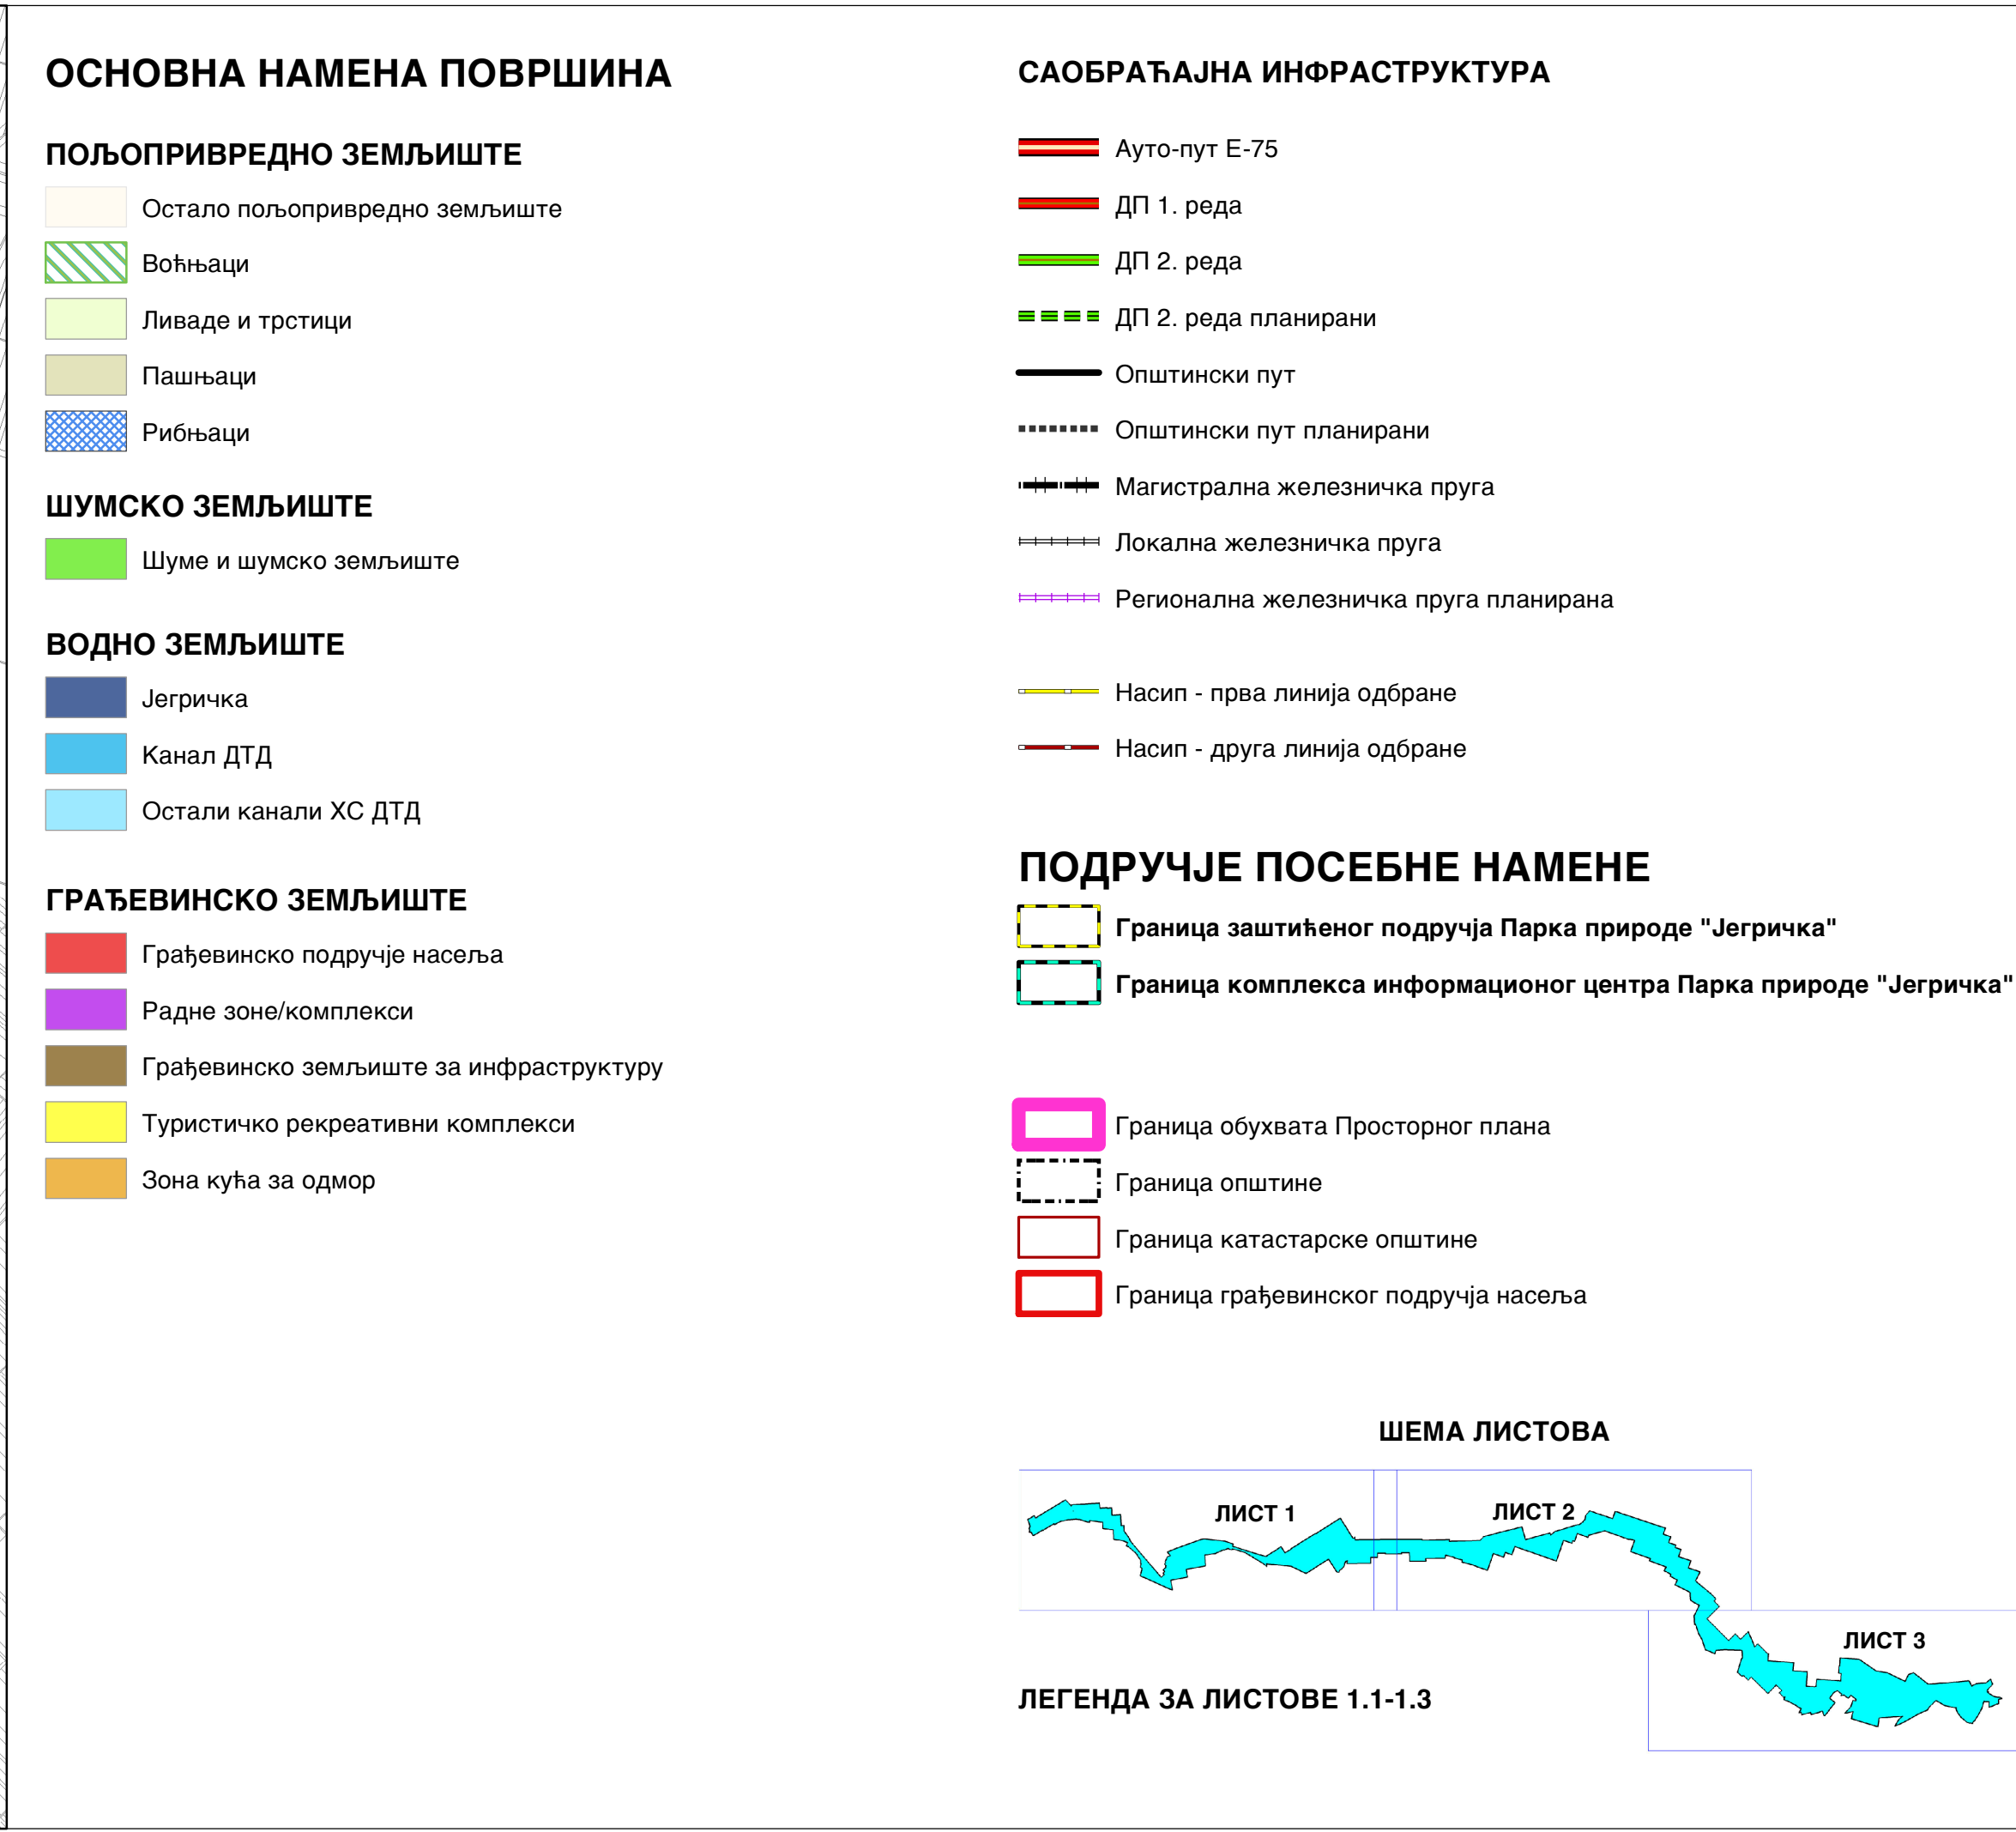 ОСНОВНА НАМЕНА ПОВРШИНА
ПОЉОПРИВРЕДНО ЗЕМЉИШТЕ
Остало пољопривредно земљиште
Воћњаци
Ливаде и трстици
Пашњаци
Рибњаци
ШУМСКО ЗЕМЉИШТЕ
Шуме и шумско земљиште
ВОДНО ЗЕМЉИШТЕ
Јегричка
Канал ДТД
Остали канали ХС ДТД
ГРАЂЕВИНСКО ЗЕМЉИШТЕ
Грађевинско подручје насеља
Радне зоне/комплекси
Грађевинско земљиште за инфраструктуру
Туристичко рекреативни комплекси
Зона кућа за одмор
САОБРАЋАЈНА ИНФРАСТРУКТУРА
Ауто-пут Е-75
ДП 1. реда
ДП 2. реда
ДП 2. реда планирани
Општински пут
Општински пут планирани
Магистрална железничка пруга
Локална железничка пруга
Регионална железничка пруга планирана
Насип - прва линија одбране
Насип - друга линија одбране
ПОДРУЧЈЕ ПОСЕБНЕ НАМЕНЕ
Граница заштићеног подручја Парка природе "Јегричка"
Граница комплекса информационог центра Парка природе "Јегричка"
Граница обухвата Просторног плана
Граница општине
Граница катастарске општине
Граница грађевинског подручја насеља
ШЕМА ЛИСТОВА
ЛИСТ 1
ЛИСТ 2
ЛИСТ 3
ЛЕГЕНДА ЗА ЛИСТОВЕ 1.1-1.3